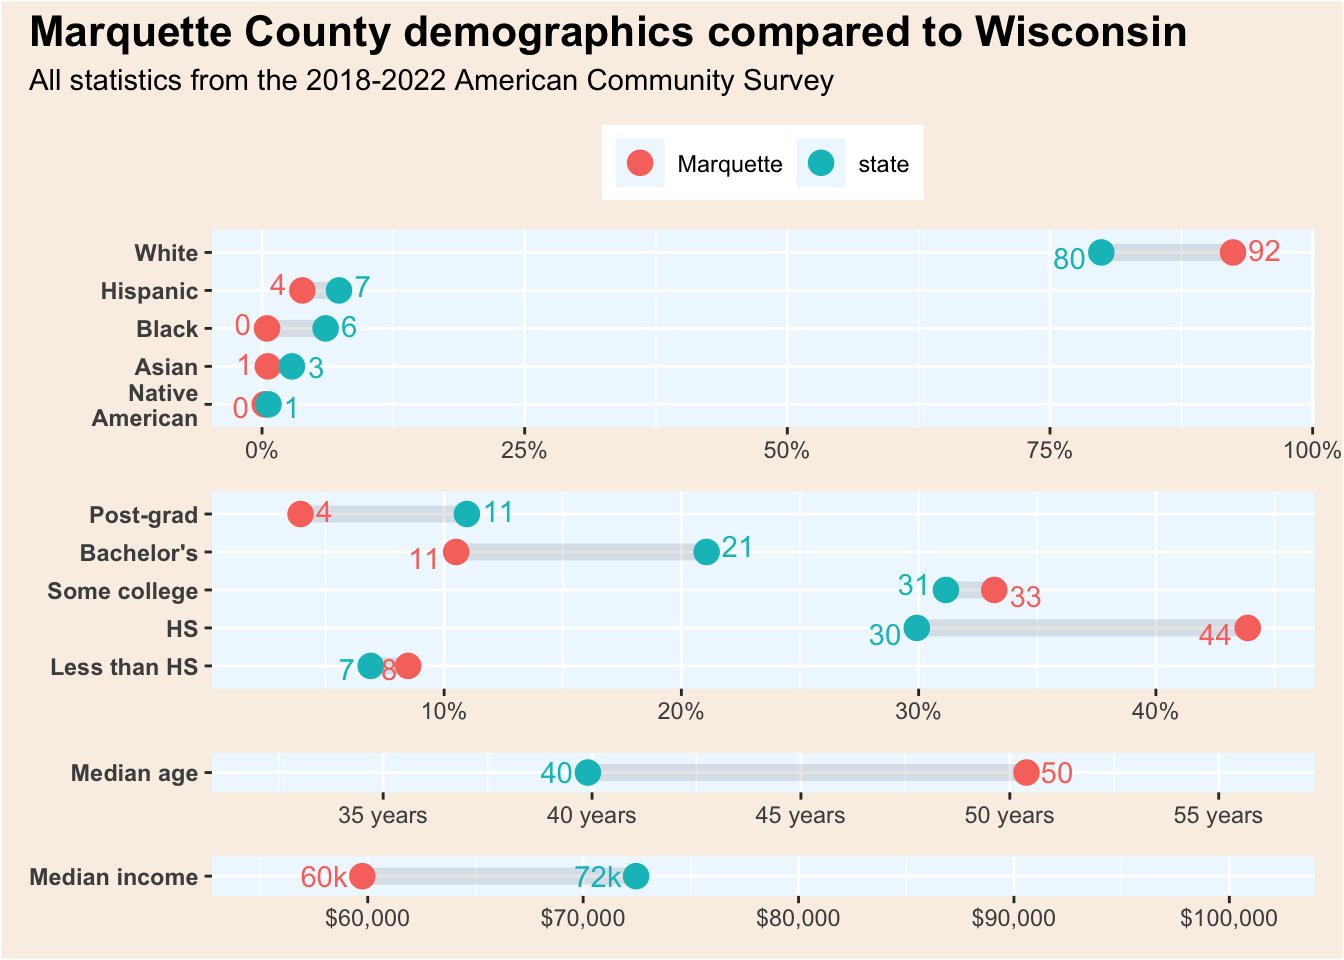 Marquette County demographics compared to Wisconsin
All statistics from the 2018-2022 American Community Survey
Marquette state
White 80 92
Hispanic 4 7
Black 0 6
Asian 1 3
Native
American 0 1
0% 25% 50% 75% 100%
Post-grad 4 11
Bachelor's 11 21
Some college 31 33
HS 30 44
Less than HS 7 8
10% 20% 30% 40%
Median age 40 50
35 years 40 years 45 years 50 years 55 years
Median income 60k 72k
$60,000 $70,000 $80,000 $90,000 $100,000